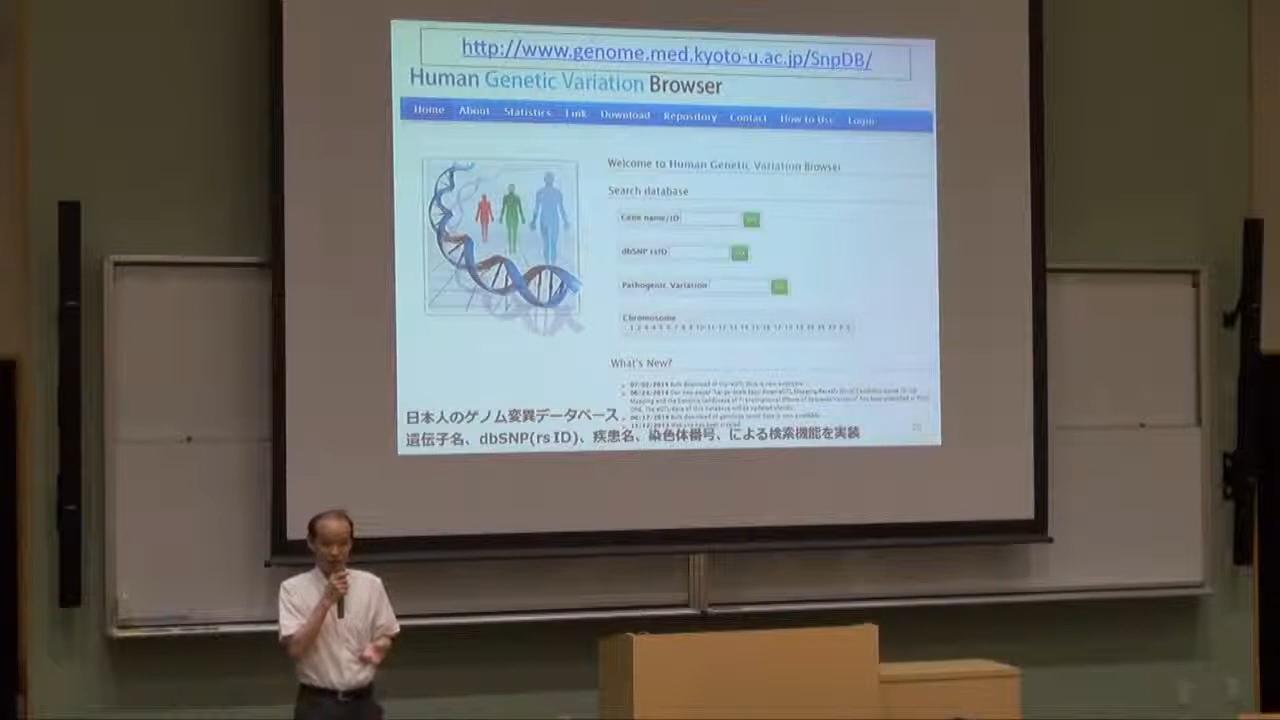 http://www.genome.med.kyoto-u.ac.jp/SnpDB/
Human Genetic Variation Browser
Home About Statistics Link Download Repository Contact How to Use Login
Welcome to Human Genetic Variation Browser
Search database
Gene name/ID
dbSNP rsID
Pathogenic Variation
Chromosome
What's New?
日本人のゲノム変異データベース
遺伝子名、dbSNP(rs ID)、疾患名、染色体番号、による検索機能を実装